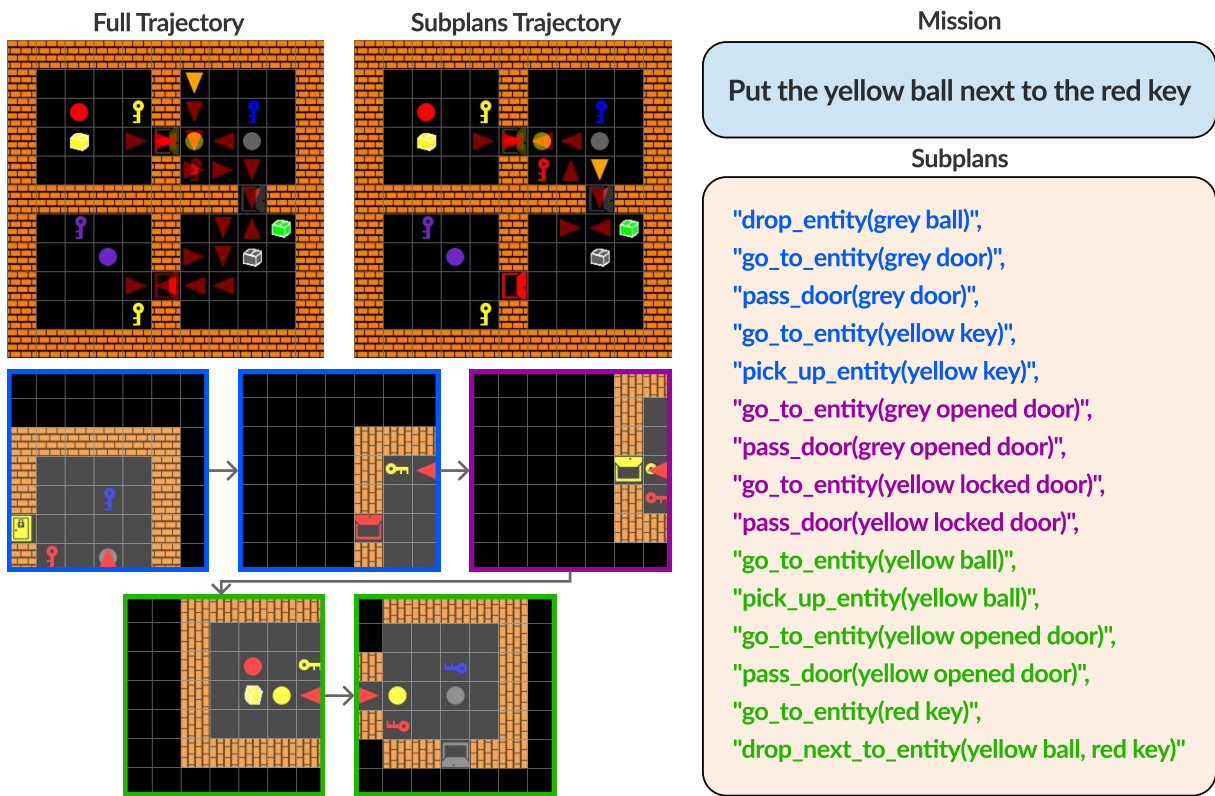 Full Trajectory
Subplans Trajectory
Mission
Put the yellow ball next to the red key
Subplans
"drop_entity(grey ball)",
"go_to_entity(grey door)",
"pass_door(grey door)",
"go_to_entity(yellow key)",
"pick_up_entity(yellow key)",
"go_to_entity(grey opened door)",
"pass_door(grey opened door)",
"go_to_entity(yellow locked door)",
"pass_door(yellow locked door)",
"go_to_entity(yellow ball)",
"pick_up_entity(yellow ball)",
"go_to_entity(yellow opened door)",
"pass_door(yellow opened door)",
"go_to_entity(red key)",
"drop_next_to_entity(yellow ball, red key)"